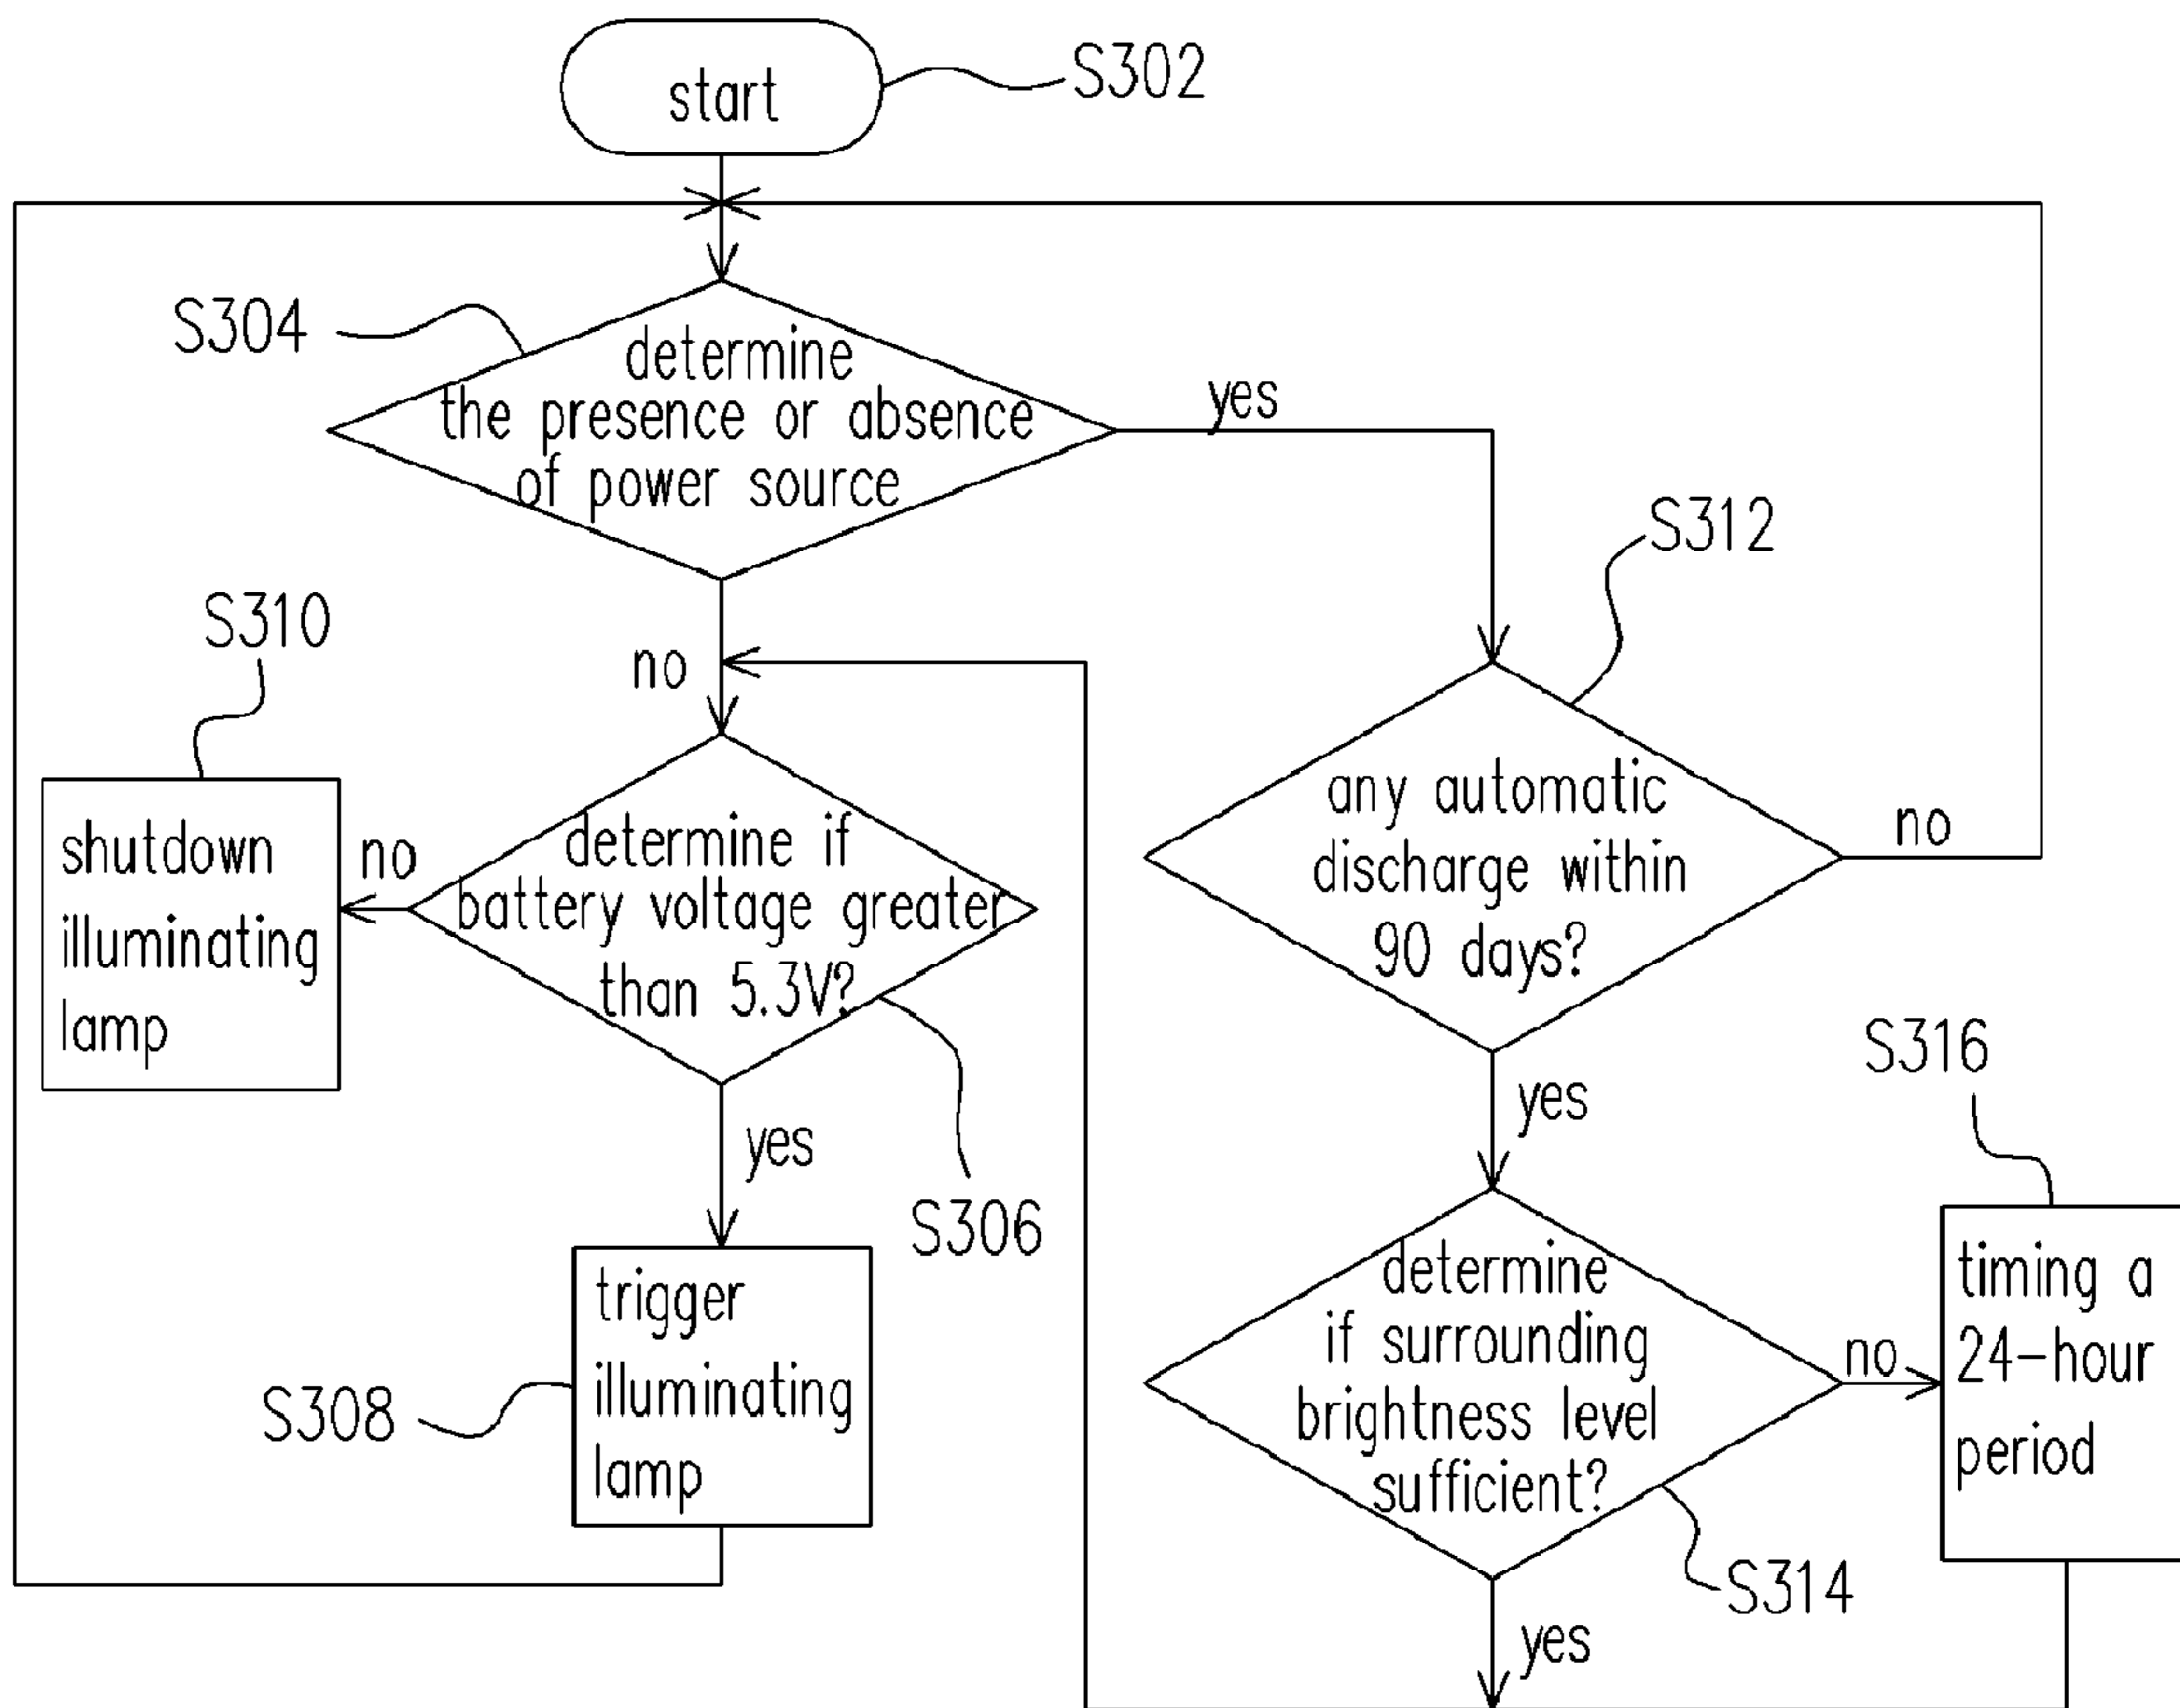 start
S302
S304
determine
the presence or absence
of power source
yes
S312
S310
no
any automatic
discharge within
90 days?
no
shutdown
illuminating
lamp
no
determine if
battery voltage greater
than 5.3V?
S316
yes
yes
S306
trigger
illuminating
lamp
S308
determine
if surrounding
brightness level
sufficient?
no
timing a
24-hour
period
S314
yes